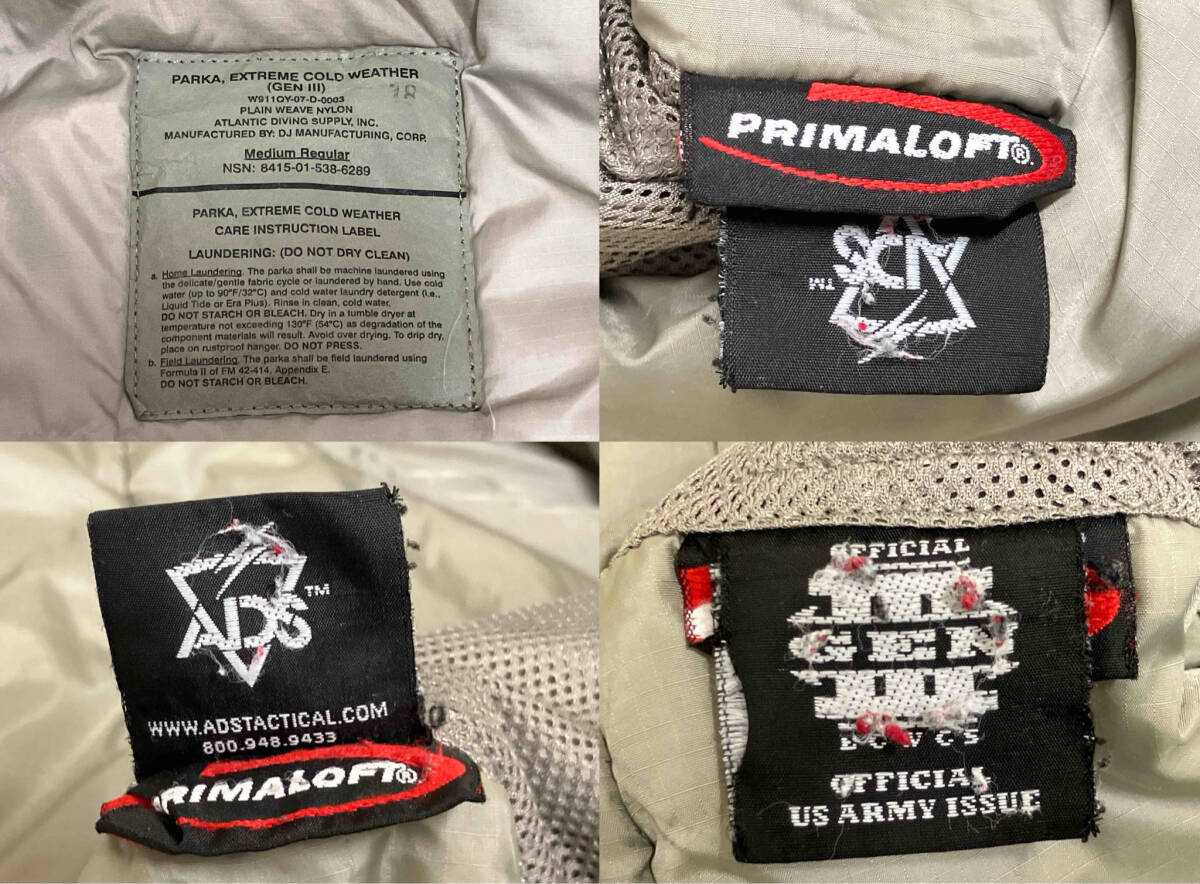 PARKA, EXTREME COLD WEATHER
(GEN III)
18
W911QY-07-D-0003
PLAIN WEAVE NYLON
ATLANTIC DIVING SUPPLY, INC.
MANUFACTURED BY: DJ MANUFACTURING, CORP.
Medium Regular
NSN: 8415-01-538-6289
PARKA, EXTREME COLD WEATHER
CARE INSTRUCTION LABEL
LAUNDERING: (DO NOT DRY CLEAN)
a. Home Laundering. The parka shall be machine laundered using
the delicate/gentle fabric cycle or laundered by hand. Use cold
water (up to 90°F/32°C) and cold water laundry detergent (i.e.,
Liquid Tide or Era Plus). Rinse in clean, cold water.
DO NOT STARCH OR BLEACH. Dry in a tumble dryer at
temperature not exceeding 130°F (54°C) as degradation of the
component materials will result. Avoid over drying. To drip dry,
place on rustproof hanger. DO NOT PRESS.
b. Field Laundering. The parka shall be field laundered using
Formula II of FM 42-414, Appendix E.
DO NOT STARCH OR BLEACH.
PRIMALOFT®
ADS™
ADS™
WWW.ADSTACTICAL.COM
800.948.9433
PRIMALOFT®
OFFICIAL
GEN
III
ECWCS
OFFICIAL
US ARMY ISSUE